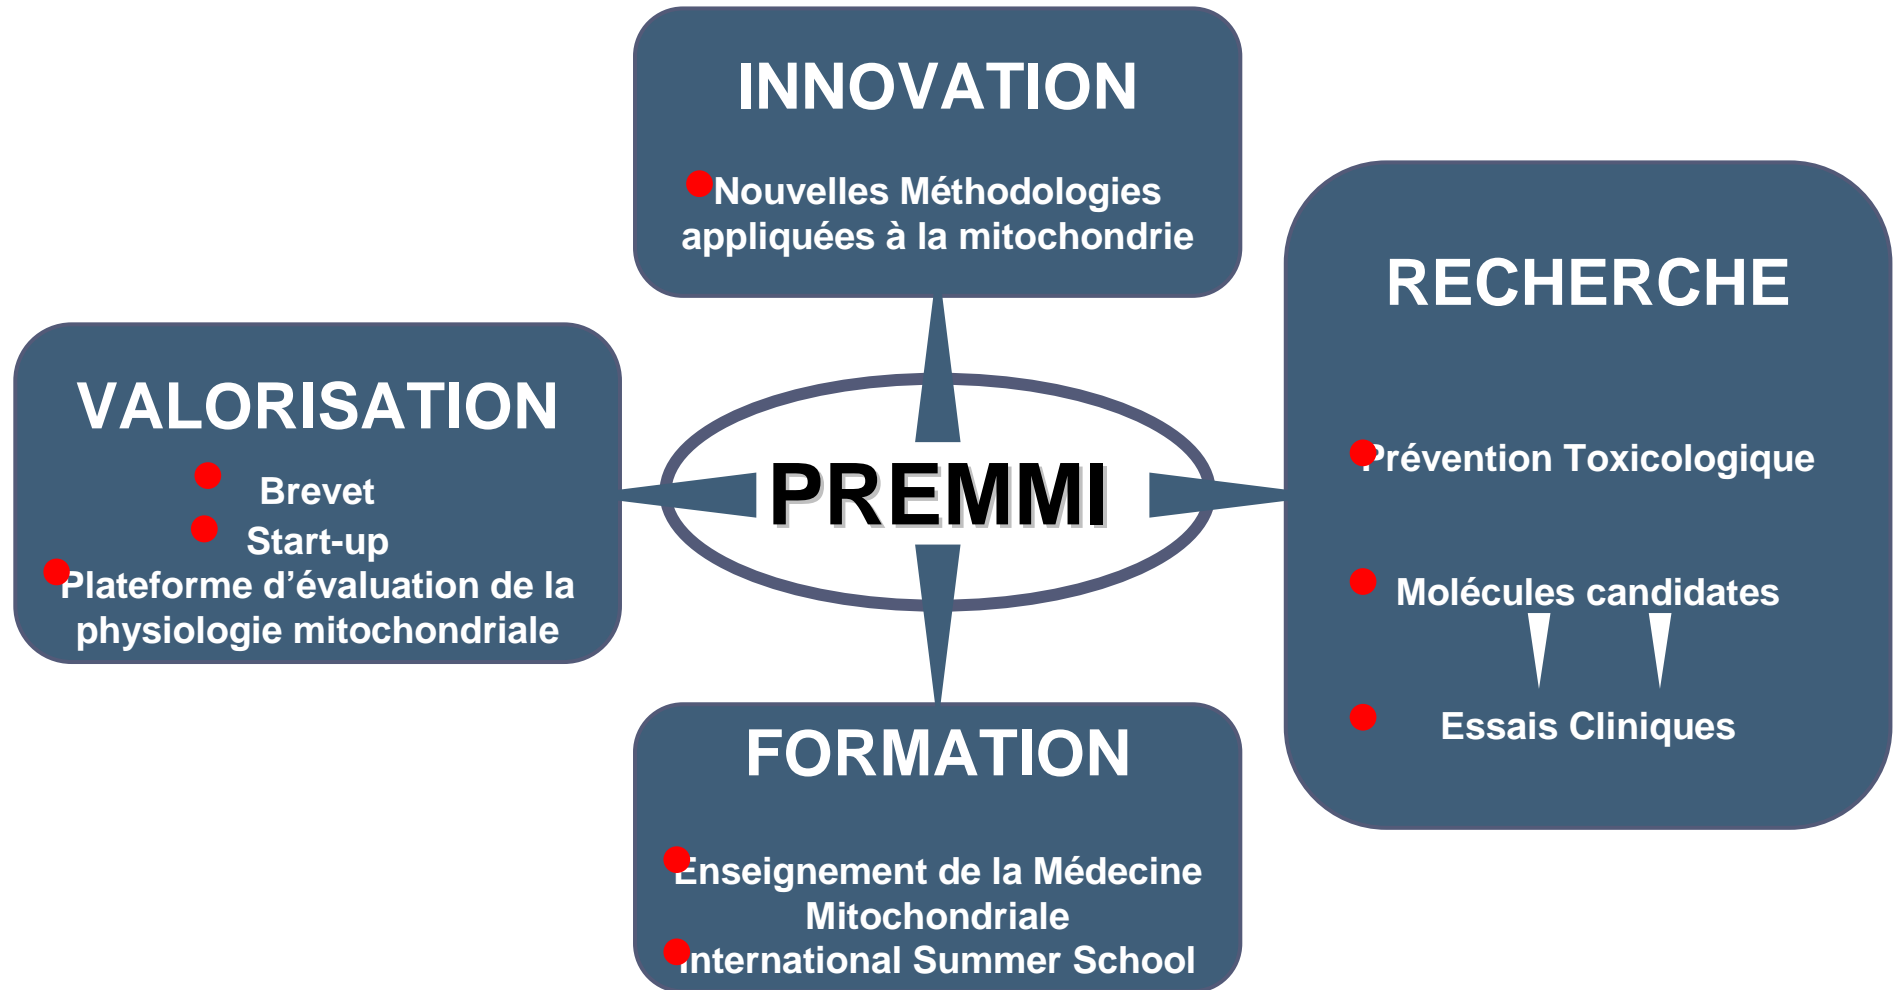 INNOVATION
Nouvelles Méthodologies
appliquées à la mitochondrie
RECHERCHE
Prévention Toxicologique
Molécules candidates
Essais Cliniques
VALORISATION
Brevet
Start-up
Plateforme d’évaluation de la
physiologie mitochondriale
PREMMI
FORMATION
Enseignement de la Médecine
Mitochondriale
International Summer School